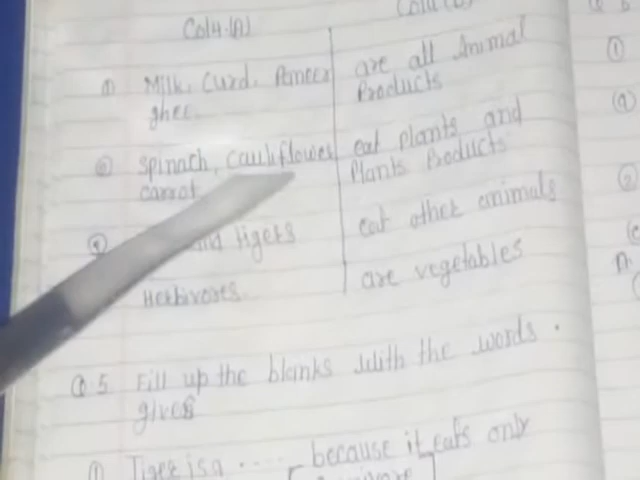 Col4.(A)
① Milk, Curd, Paneer are all Animal
ghee. Products
② Spinach, Cauliflower eat plants and
carrot Plants Products
and tigers eat other animals
Herbivores. are vegetables
Q.5 Fill up the blanks with the words.
given
① Tiger is a ..... because it eats only